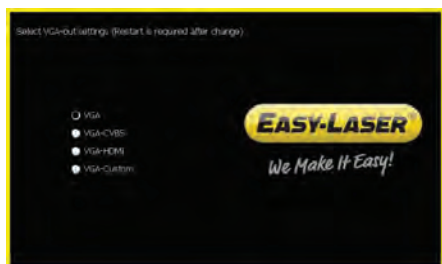 Select VGA-out settings (Restart is required after change)
VGA
VGA-CVBS
VGA-HDMI
VGA-Custom
EASY-LASER®
We Make It Easy!